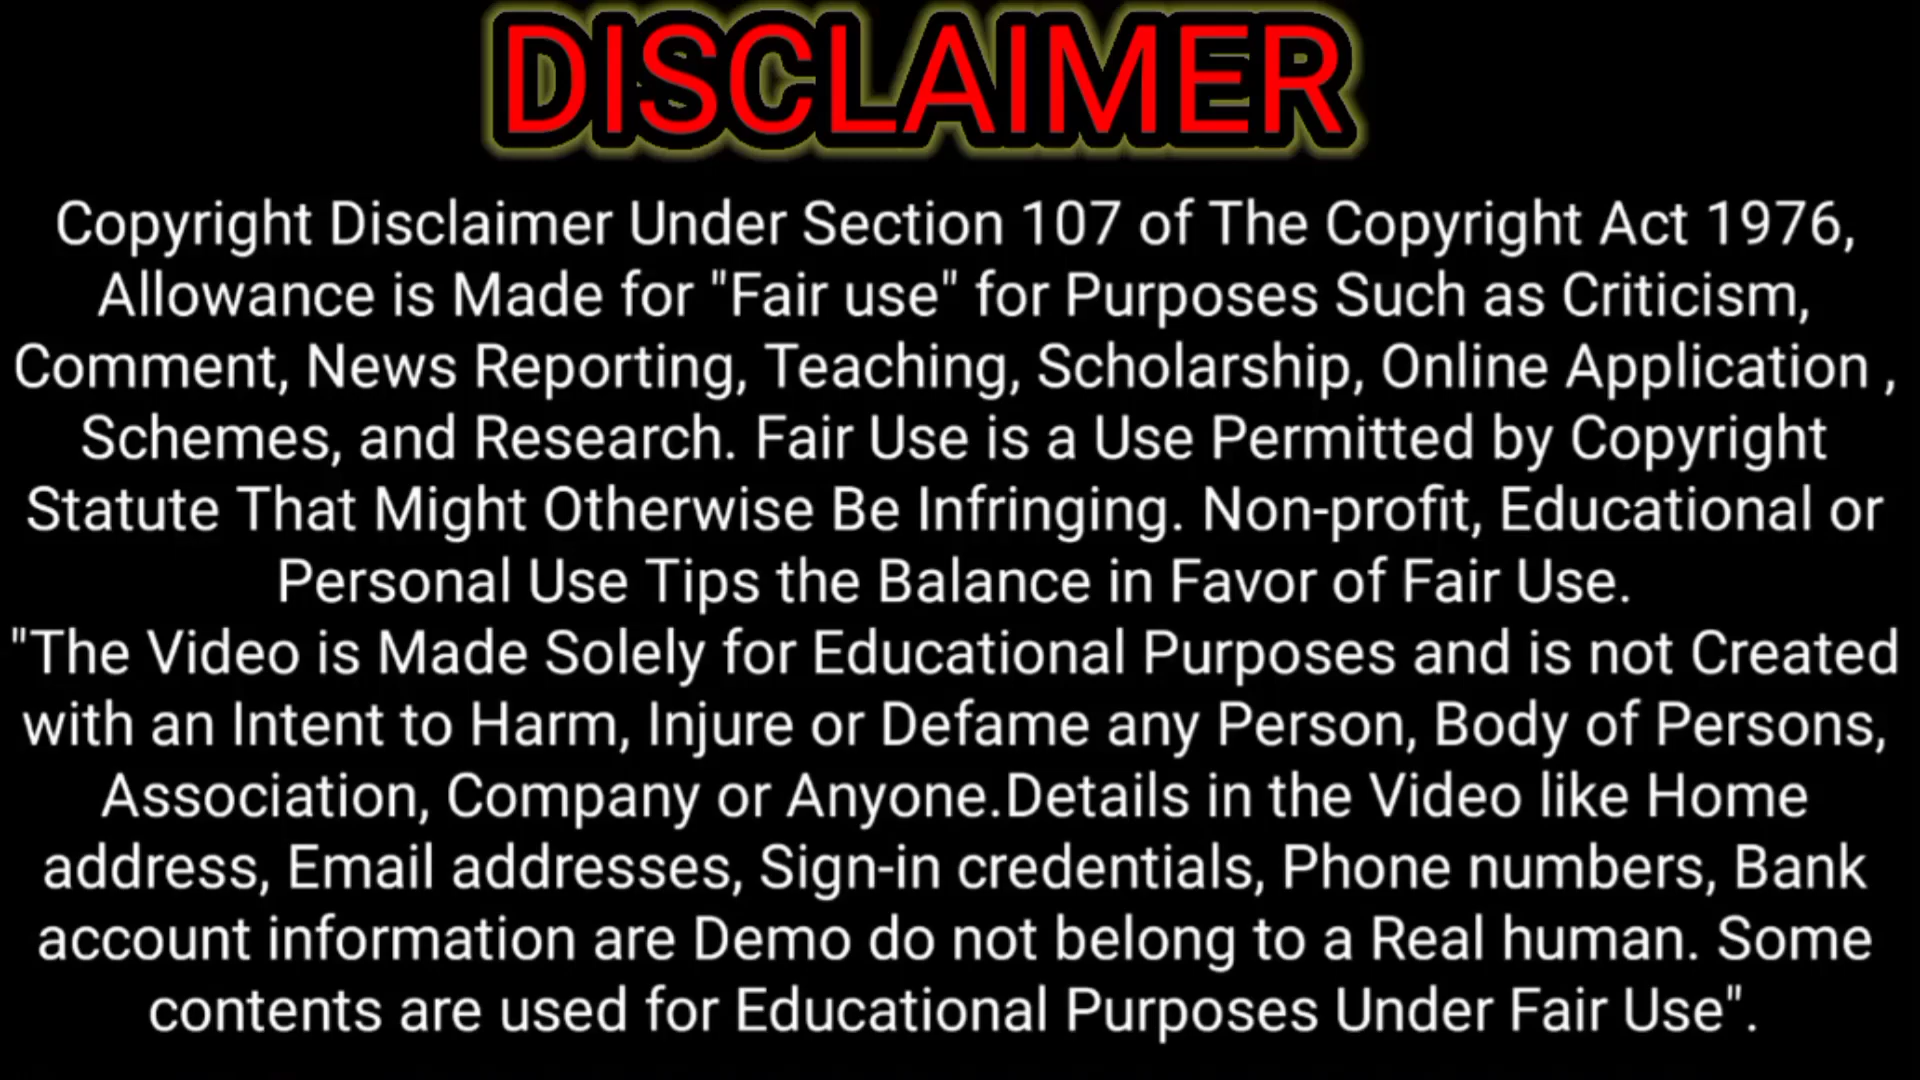 DISCLAIMER
Copyright Disclaimer Under Section 107 of The Copyright Act 1976,
Allowance is Made for "Fair use" for Purposes Such as Criticism,
Comment, News Reporting, Teaching, Scholarship, Online Application ,
Schemes, and Research. Fair Use is a Use Permitted by Copyright
Statute That Might Otherwise Be Infringing. Non-profit, Educational or
Personal Use Tips the Balance in Favor of Fair Use.
"The Video is Made Solely for Educational Purposes and is not Created
with an Intent to Harm, Injure or Defame any Person, Body of Persons,
Association, Company or Anyone.Details in the Video like Home
address, Email addresses, Sign-in credentials, Phone numbers, Bank
account information are Demo do not belong to a Real human. Some
contents are used for Educational Purposes Under Fair Use".